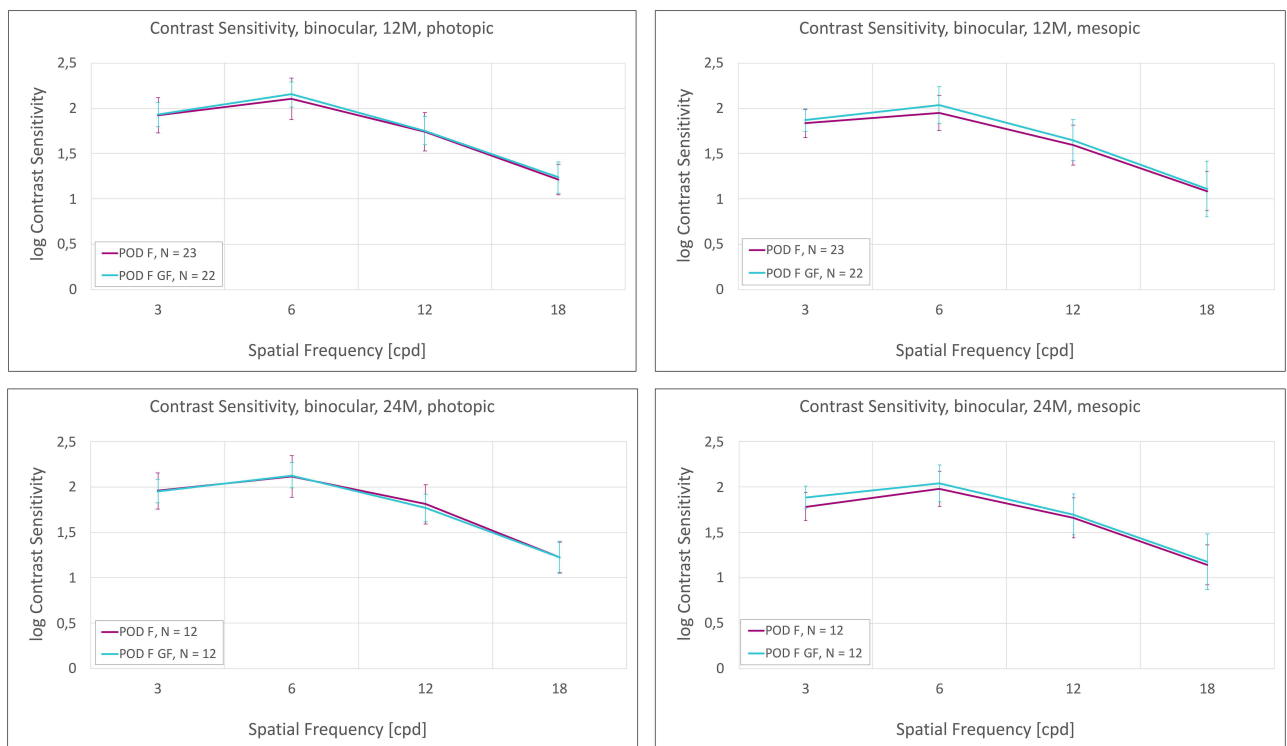 Contrast Sensitivity, binocular, 12M, photopic
log Contrast Sensitivity
2,5
2
1,5
1
0,5
0
POD F, N = 23
POD F GF, N = 22
3 6 12 18
Spatial Frequency [cpd]
Contrast Sensitivity, binocular, 12M, mesopic
log Contrast Sensitivity
2,5
2
1,5
1
0,5
0
POD F, N = 23
POD F GF, N = 22
3 6 12 18
Spatial Frequency [cpd]
Contrast Sensitivity, binocular, 24M, photopic
log Contrast Sensitivity
2,5
2
1,5
1
0,5
0
POD F, N = 12
POD F GF, N = 12
3 6 12 18
Spatial Frequency [cpd]
Contrast Sensitivity, binocular, 24M, mesopic
log Contrast Sensitivity
2,5
2
1,5
1
0,5
0
POD F, N = 12
POD F GF, N = 12
3 6 12 18
Spatial Frequency [cpd]